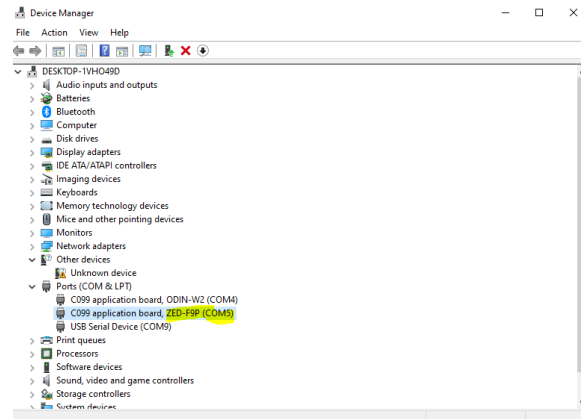 Device Manager
File Action View Help
DESKTOP-1VHO49D
Audio inputs and outputs
Batteries
Bluetooth
Computer
Disk drives
Display adapters
IDE ATA/ATAPI controllers
Imaging devices
Keyboards
Memory technology devices
Mice and other pointing devices
Monitors
Network adapters
Other devices
Unknown device
Ports (COM & LPT)
C099 application board, ODIN-W2 (COM4)
C099 application board, ZED-F9P (COM5)
USB Serial Device (COM9)
Print queues
Processors
Software devices
Sound, video and game controllers
Storage controllers
System devices